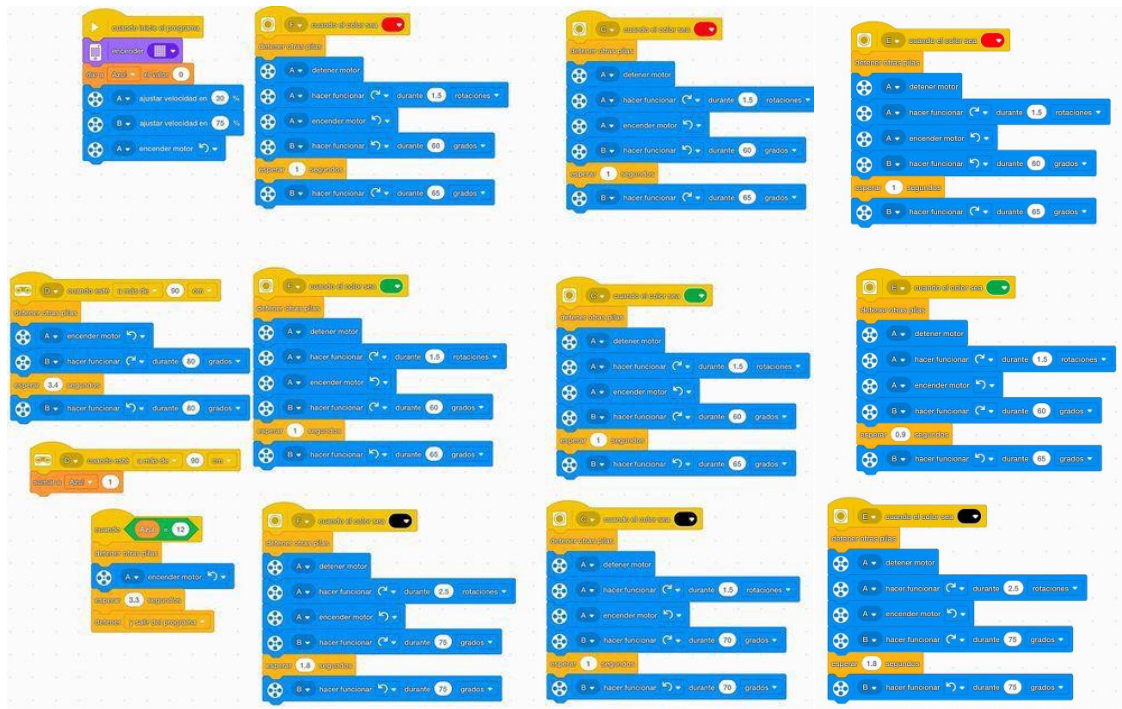 cuando inicie el programa
encender
dar a Azul el valor 0
A ajustar velocidad en 30 %
B ajustar velocidad en 75 %
A encender motor
F cuando el color sea
detener otras pilas
A detener motor
A hacer funcionar durante 1.5 rotaciones
A encender motor
B hacer funcionar durante 60 grados
esperar 1 segundos
B hacer funcionar durante 65 grados
C cuando el color sea
detener otras pilas
A detener motor
A hacer funcionar durante 1.5 rotaciones
A encender motor
B hacer funcionar durante 60 grados
esperar 1 segundos
B hacer funcionar durante 65 grados
E cuando el color sea
detener otras pilas
A detener motor
A hacer funcionar durante 1.5 rotaciones
A encender motor
B hacer funcionar durante 60 grados
esperar 1 segundos
B hacer funcionar durante 65 grados
D cuando esté a más de 90 cm
detener otras pilas
A encender motor
B hacer funcionar durante 80 grados
esperar 3.4 segundos
B hacer funcionar durante 80 grados
D cuando esté a más de 90 cm
sumar a Azul 1
cuando Azul = 12
detener otras pilas
A encender motor
esperar 3.3 segundos
detener y salir del programa
F cuando el color sea
detener otras pilas
A detener motor
A hacer funcionar durante 1.5 rotaciones
A encender motor
B hacer funcionar durante 60 grados
esperar 1 segundos
B hacer funcionar durante 65 grados
C cuando el color sea
detener otras pilas
A detener motor
A hacer funcionar durante 1.5 rotaciones
A encender motor
B hacer funcionar durante 60 grados
esperar 1 segundos
B hacer funcionar durante 65 grados
E cuando el color sea
detener otras pilas
A detener motor
A hacer funcionar durante 1.5 rotaciones
A encender motor
B hacer funcionar durante 60 grados
esperar 0.9 segundos
B hacer funcionar durante 65 grados
F cuando el color sea
detener otras pilas
A detener motor
A hacer funcionar durante 2.5 rotaciones
A encender motor
B hacer funcionar durante 75 grados
esperar 1.8 segundos
B hacer funcionar durante 75 grados
C cuando el color sea
detener otras pilas
A detener motor
A hacer funcionar durante 1.5 rotaciones
A encender motor
B hacer funcionar durante 70 grados
esperar 1 segundos
B hacer funcionar durante 70 grados
E cuando el color sea
detener otras pilas
A detener motor
A hacer funcionar durante 2.5 rotaciones
A encender motor
B hacer funcionar durante 75 grados
esperar 1.8 segundos
B hacer funcionar durante 75 grados